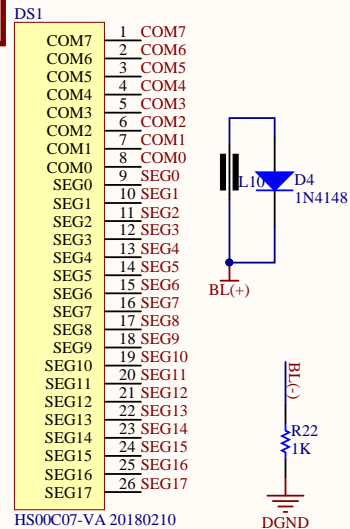 DS1
COM7 1 COM7
COM6 2 COM6
COM5 3 COM5
COM4 4 COM4
COM3 5 COM3
COM2 6 COM2
COM1 7 COM1
COM0 8 COM0
SEG0 9 SEG0
SEG1 10 SEG1
SEG2 11 SEG2
SEG3 12 SEG3
SEG4 13 SEG4
SEG5 14 SEG5
SEG6 15 SEG6
SEG7 16 SEG7
SEG8 17 SEG8
SEG9 18 SEG9
SEG10 19 SEG10
SEG11 20 SEG11
SEG12 21 SEG12
SEG13 22 SEG13
SEG14 23 SEG14
SEG15 24 SEG15
SEG16 25 SEG16
SEG17 26 SEG17
HS00C07-VA 20180210
L10
D4
1N4148
BL(+)
BL(-)
R22
1K
DGND